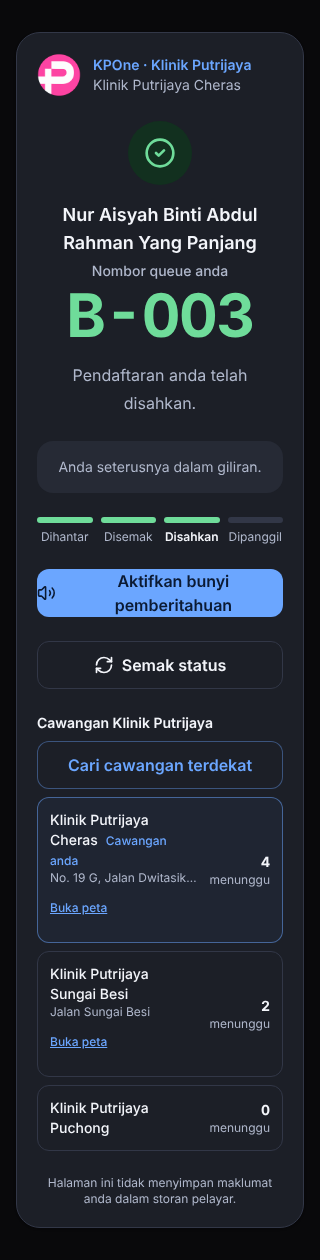 KPOne · Klinik Putrijaya
Klinik Putrijaya Cheras
Nur Aisyah Binti Abdul
Rahman Yang Panjang
Nombor queue anda
B-003
Pendaftaran anda telah
disahkan.
Anda seterusnya dalam giliran.
Dihantar Disemak Disahkan Dipanggil
Aktifkan bunyi
pemberitahuan
Semak status
Cawangan Klinik Putrijaya
Cari cawangan terdekat
Klinik Putrijaya
Cheras Cawangan
anda
No. 19 G, Jalan Dwitasik...
Buka peta
4
menunggu
Klinik Putrijaya
Sungai Besi
Jalan Sungai Besi
Buka peta
2
menunggu
Klinik Putrijaya
Puchong
0
menunggu
Halaman ini tidak menyimpan maklumat
anda dalam storan pelayar.